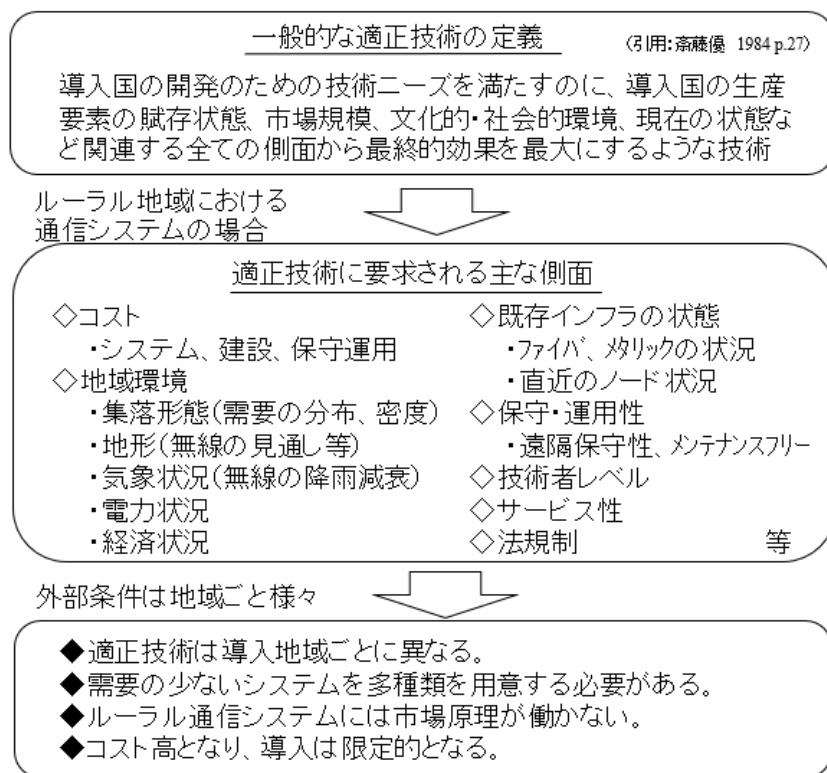 一般的な適正技術の定義 (引用:斎藤優 1984 p.27)
導入国の開発のための技術ニーズを満たすのに、導入国の生産
要素の賦存状態、市場規模、文化的・社会的環境、現在の状態な
ど関連する全ての側面から最終的効果を最大にするような技術
ルーラル地域における
通信システムの場合
適正技術に要求される主な側面
◇コスト
・システム、建設、保守運用
◇地域環境
・集落形態(需要の分布、密度)
・地形(無線の見通し等)
・気象状況(無線の降雨減衰)
・電力状況
・経済状況
◇既存インフラの状態
・ファイバ、メタリックの状況
・直近のノード状況
◇保守・運用性
・遠隔保守性、メンテナンスフリー
◇技術者レベル
◇サービス性
◇法規制 等
外部条件は地域ごと様々
◆適正技術は導入地域ごとに異なる。
◆需要の少ないシステムを多種類を用意する必要がある。
◆ルーラル通信システムには市場原理が働かない。
◆コスト高となり、導入は限定的となる。